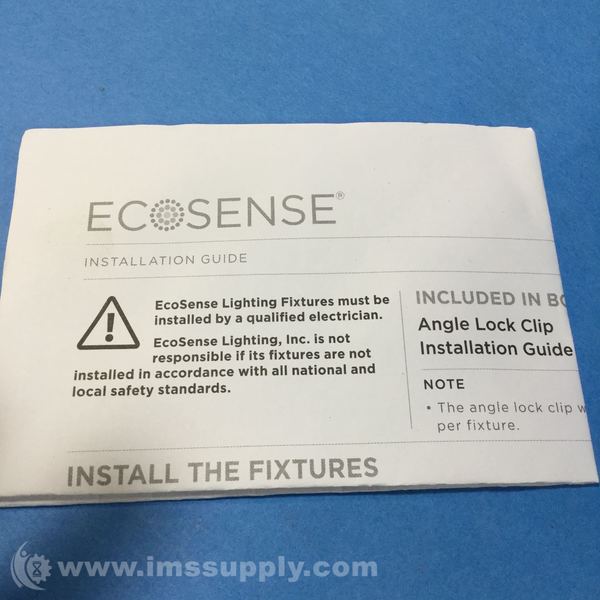 ECOSENSE®
INSTALLATION GUIDE
EcoSense Lighting Fixtures must be
installed by a qualified electrician.
EcoSense Lighting, Inc. is not
responsible if its fixtures are not
installed in accordance with all national and
local safety standards.
INCLUDED IN
Angle Lock Clip
Installation Guide
NOTE
• The angle lock clip
per fixture.
INSTALL THE FIXTURES
www.imssupply.com